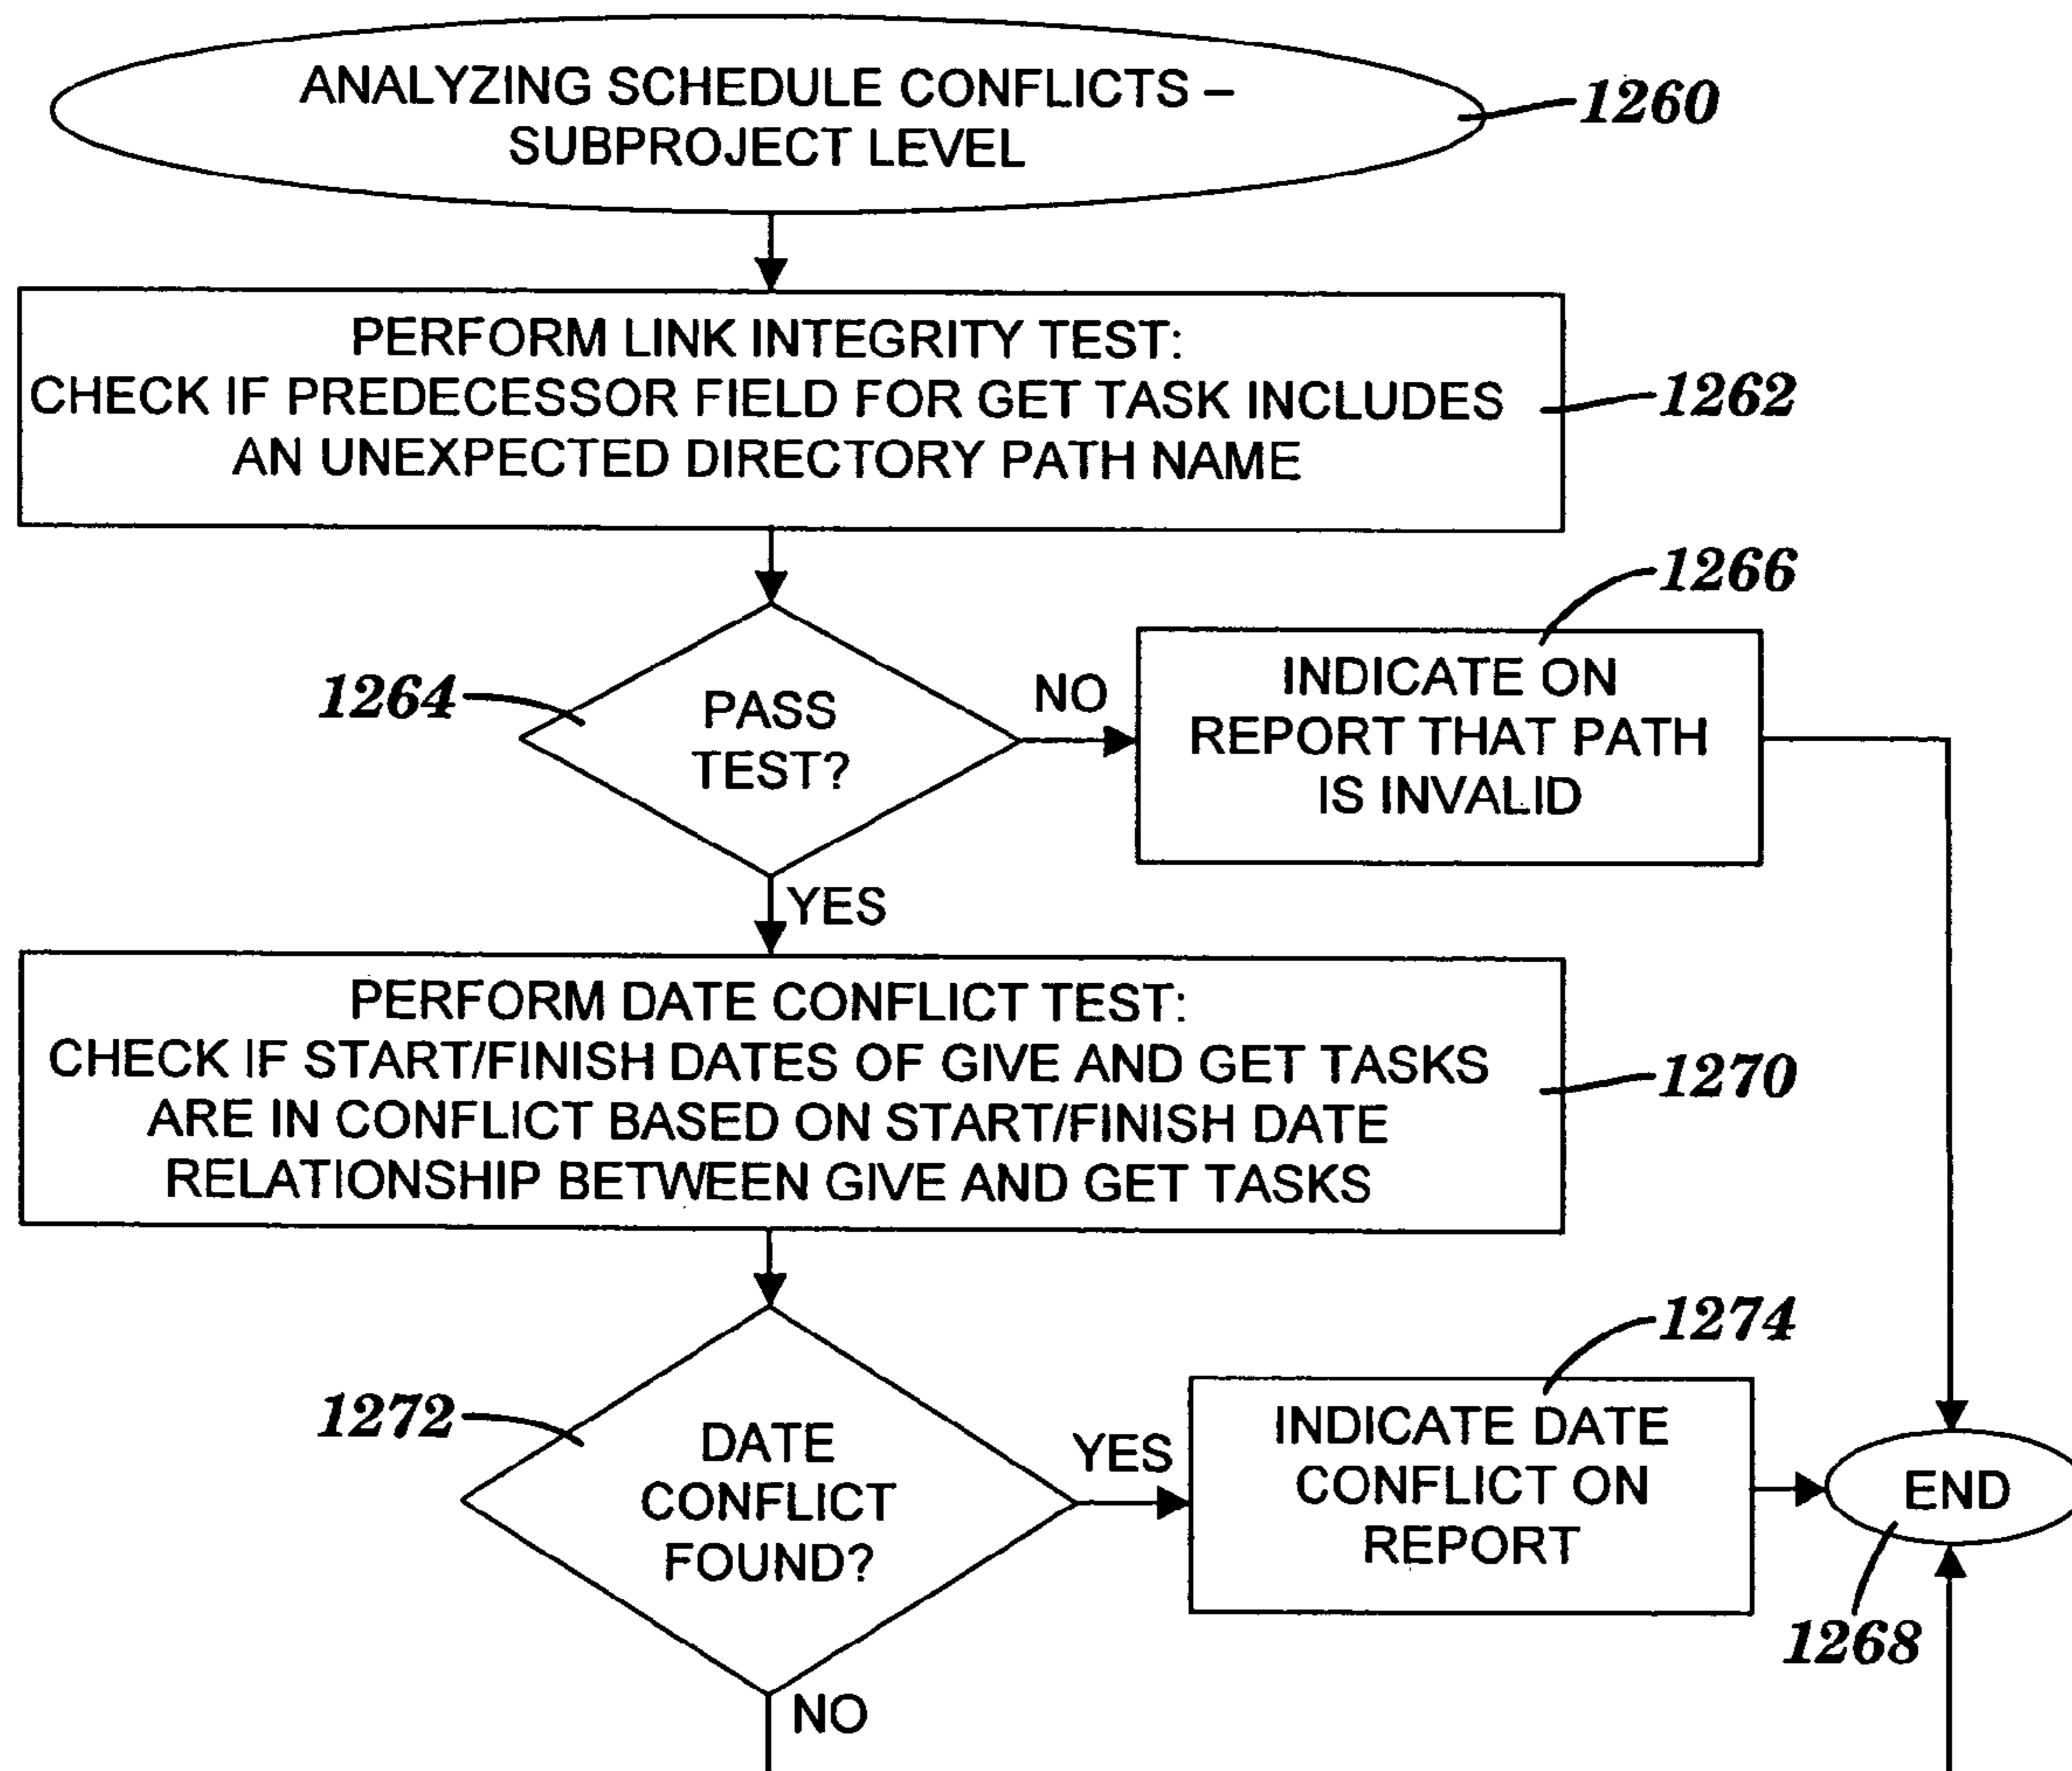 ANALYZING SCHEDULE CONFLICTS –
SUBPROJECT LEVEL
1260
PERFORM LINK INTEGRITY TEST:
CHECK IF PREDECESSOR FIELD FOR GET TASK INCLUDES
AN UNEXPECTED DIRECTORY PATH NAME
1262
1264
PASS
TEST?
NO
1266
INDICATE ON
REPORT THAT PATH
IS INVALID
YES
PERFORM DATE CONFLICT TEST:
CHECK IF START/FINISH DATES OF GIVE AND GET TASKS
ARE IN CONFLICT BASED ON START/FINISH DATE
RELATIONSHIP BETWEEN GIVE AND GET TASKS
1270
1272
DATE
CONFLICT
FOUND?
YES
1274
INDICATE DATE
CONFLICT ON
REPORT
END
1268
NO